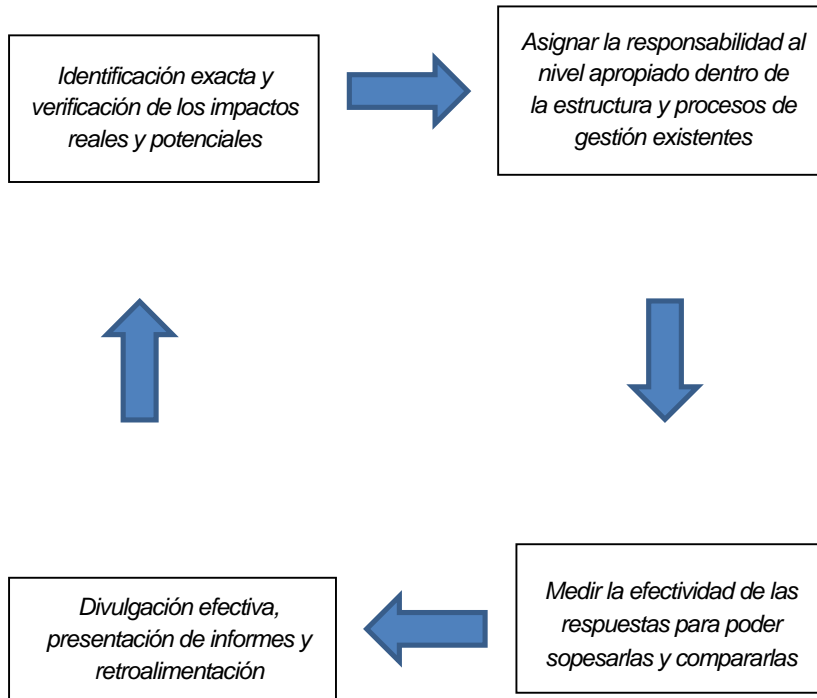 Identificación exacta y
verificación de los impactos
reales y potenciales
Asignar la responsabilidad al
nivel apropiado dentro de
la estructura y procesos de
gestión existentes
Medir la efectividad de las
respuestas para poder
sopesarlas y compararlas
Divulgación efectiva,
presentación de informes y
retroalimentación